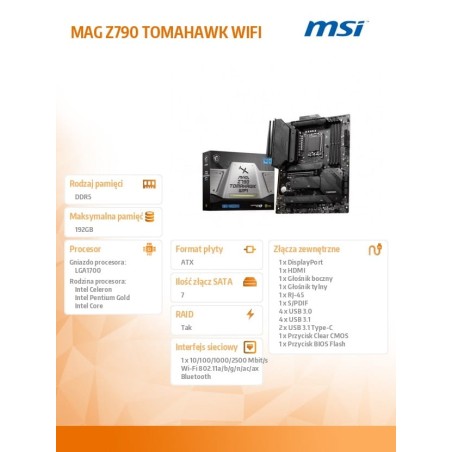 MAG Z790 TOMAHAWK WIFI
msi
MAG
Z790
TOMAHAWK
WIFI
Rodzaj pamięci
DDR5
Maksymalna pamięć
192GB
Procesor
Gniazdo procesora:
LGA1700
Rodzina procesora:
Intel Celeron
Intel Pentium Gold
Intel Core
Format płyty
ATX
Ilość złącz SATA
7
RAID
Tak
Interfejs sieciowy
1 x 10/100/1000/2500 Mbit/s
Wi-Fi 802.11a/b/g/n/ac/ax
Bluetooth
Złącza zewnętrzne
1 x DisplayPort
1 x HDMI
1 x Głośnik boczny
1 x Głośnik tylny
1 x RJ-45
1 x S/PDIF
4 x USB 3.0
4 x USB 3.1
2 x USB 3.1 Type-C
1 x Przycisk Clear CMOS
1 x Przycisk BIOS Flash